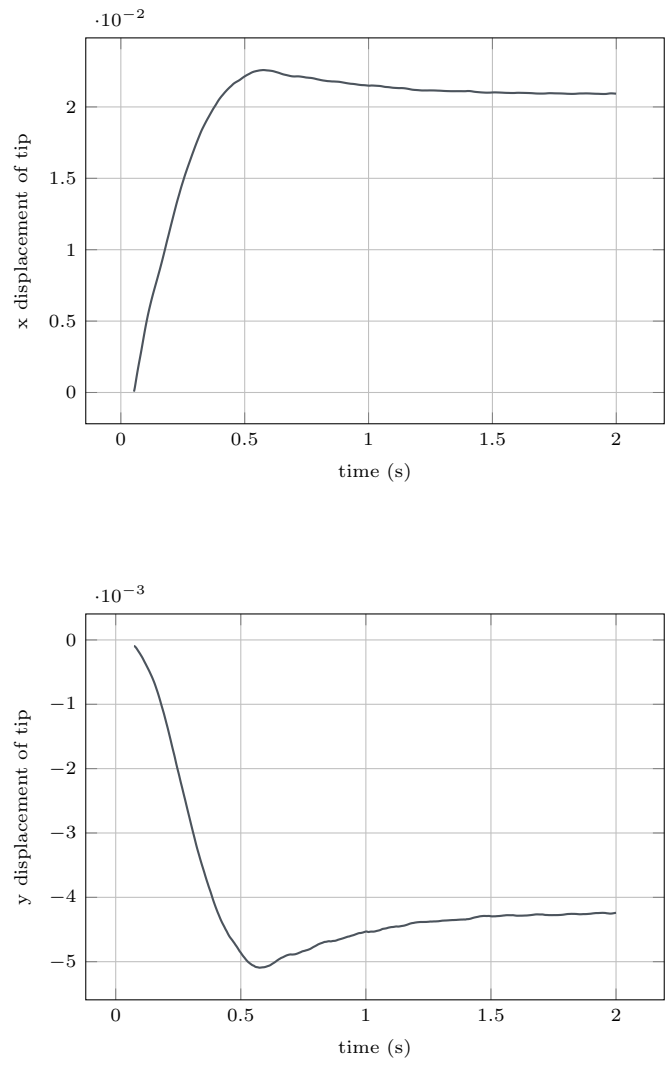 ·10−2
2
1.5
1
0.5
0
x displacement of tip
0 0.5 1 1.5 2
time (s)
·10−3
0
−1
−2
−3
−4
−5
y displacement of tip
0 0.5 1 1.5 2
time (s)